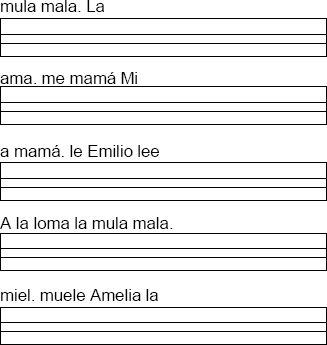 mula mala. La
ama. me mamá Mi
a mamá. le Emilio lee
A la loma la mula mala.
miel. muele Amelia la